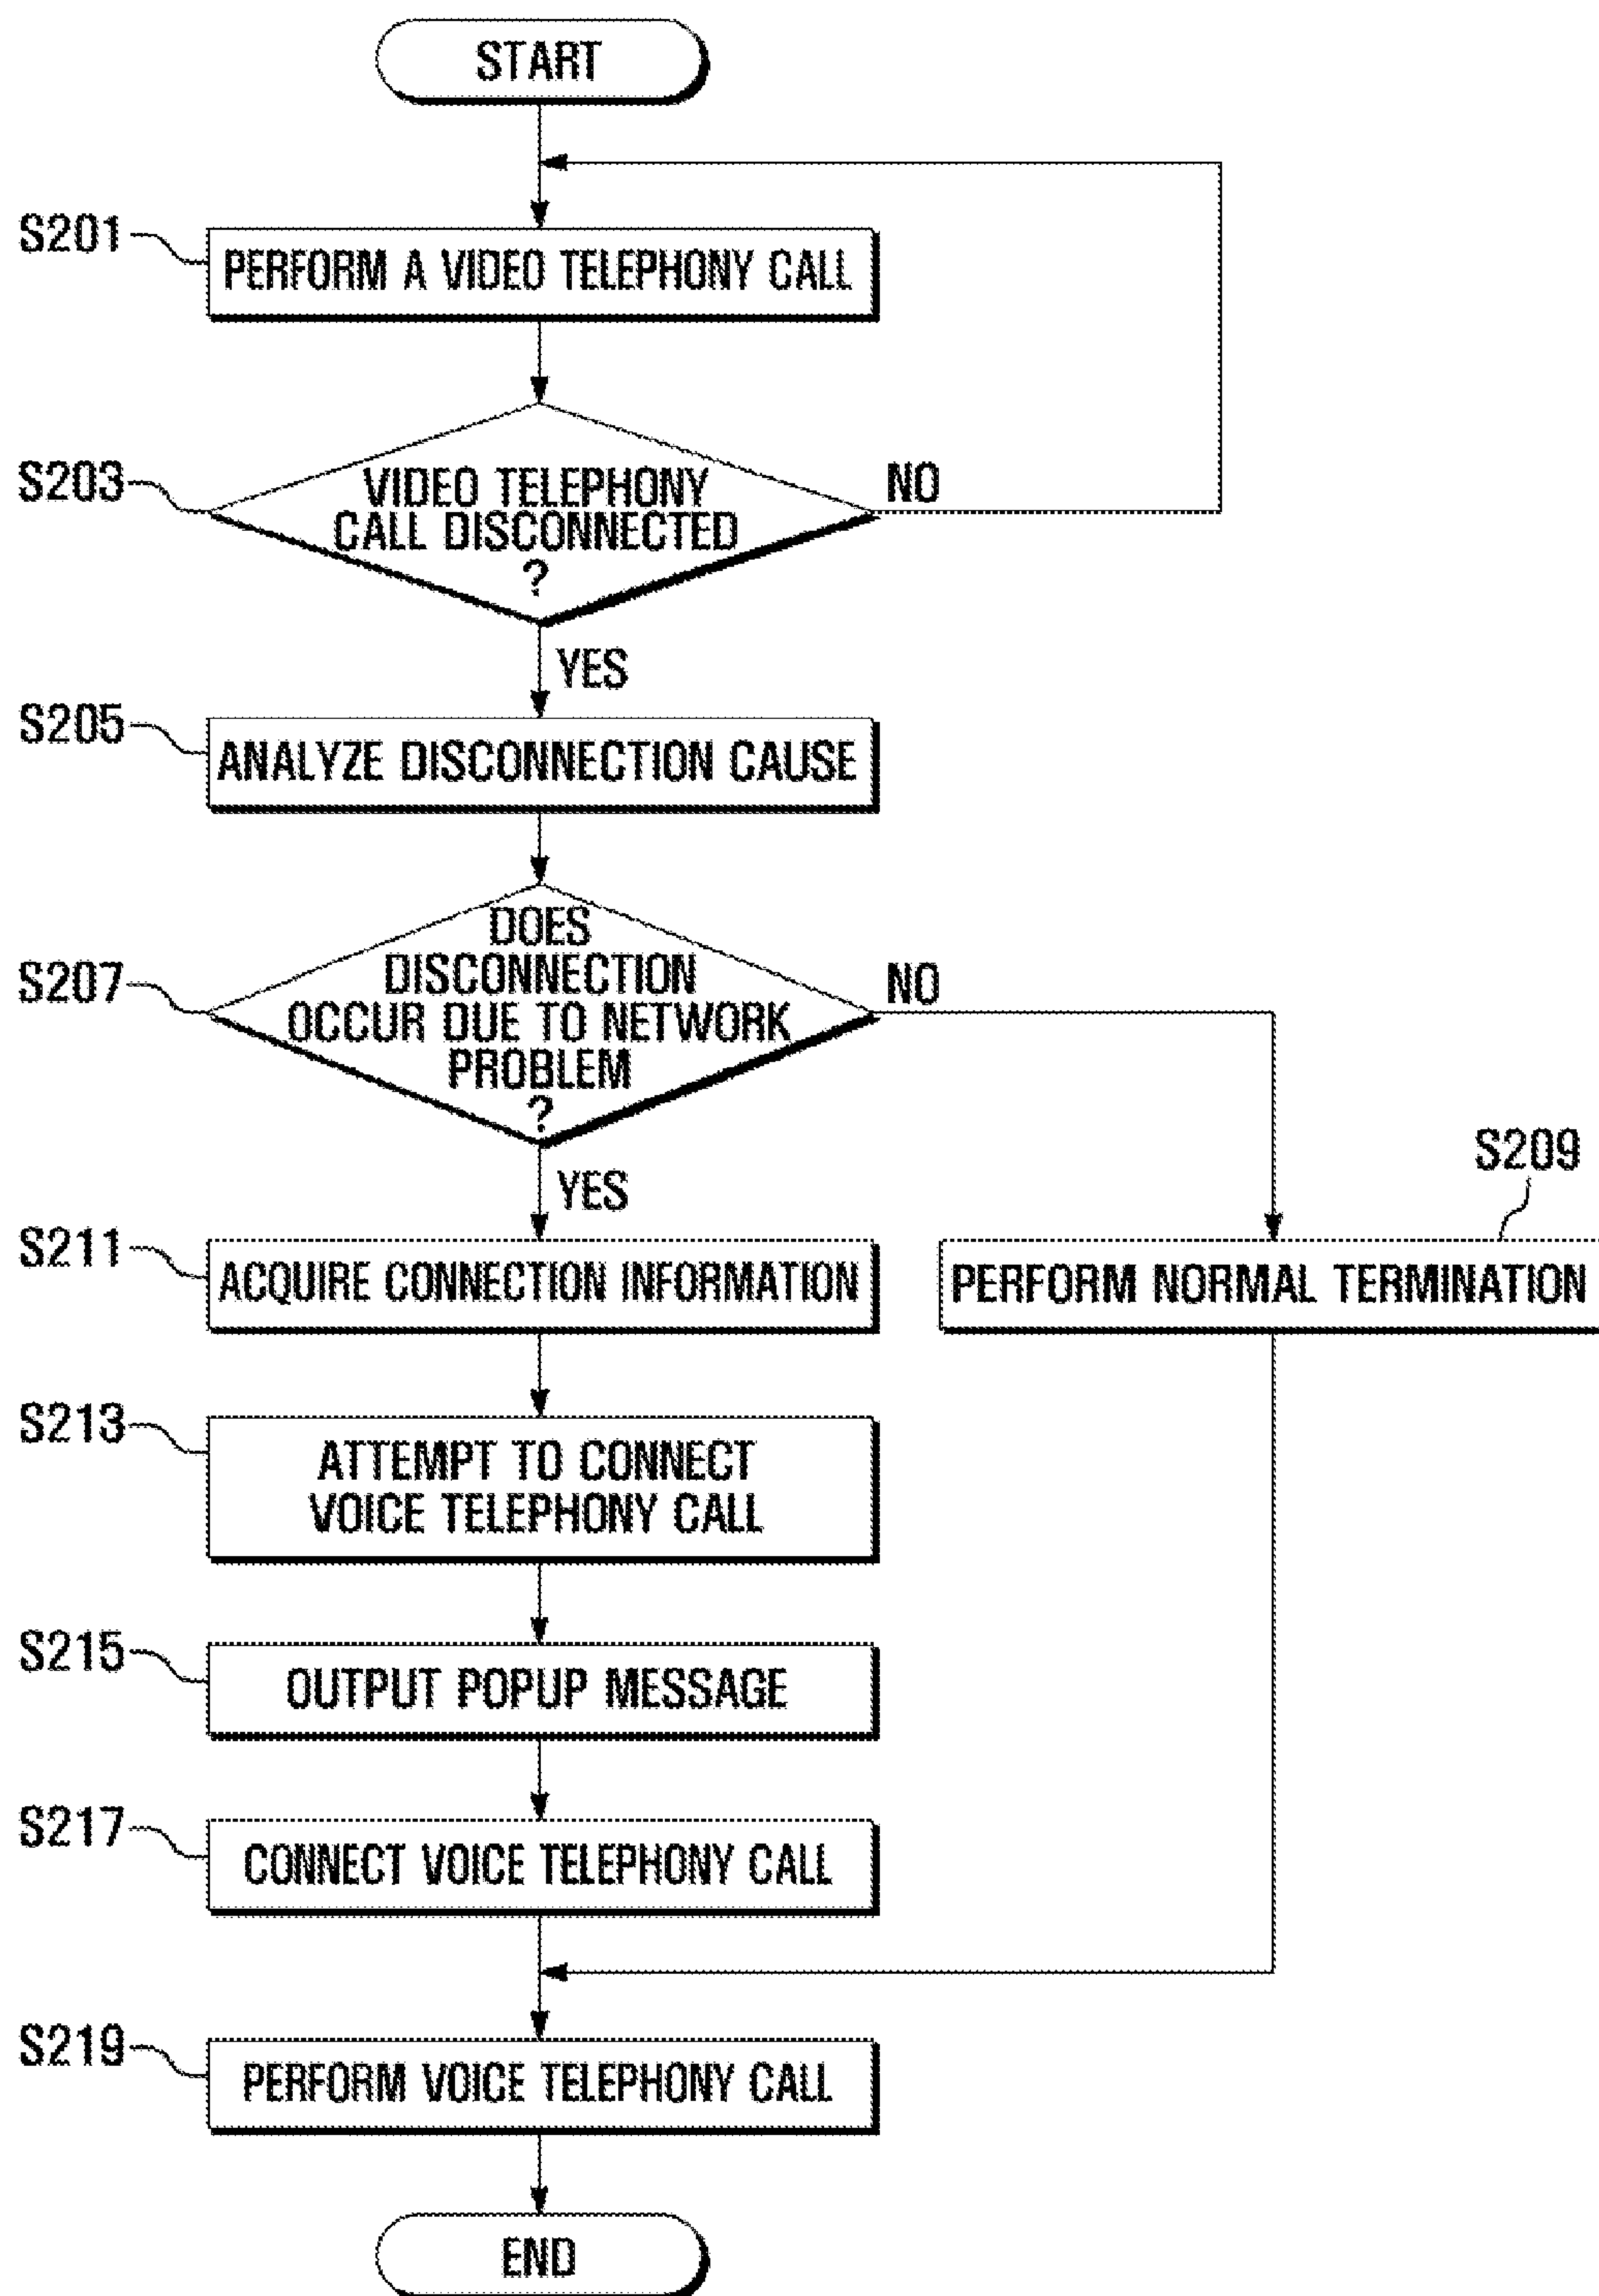 START
S201
PERFORM A VIDEO TELEPHONY CALL
S203
VIDEO TELEPHONY
CALL DISCONNECTED
?
NO
YES
S205
ANALYZE DISCONNECTION CAUSE
S207
DOES
DISCONNECTION
OCCUR DUE TO NETWORK
PROBLEM
?
NO
YES
S209
PERFORM NORMAL TERMINATION
S211
ACQUIRE CONNECTION INFORMATION
S213
ATTEMPT TO CONNECT
VOICE TELEPHONY CALL
S215
OUTPUT POPUP MESSAGE
S217
CONNECT VOICE TELEPHONY CALL
S219
PERFORM VOICE TELEPHONY CALL
END